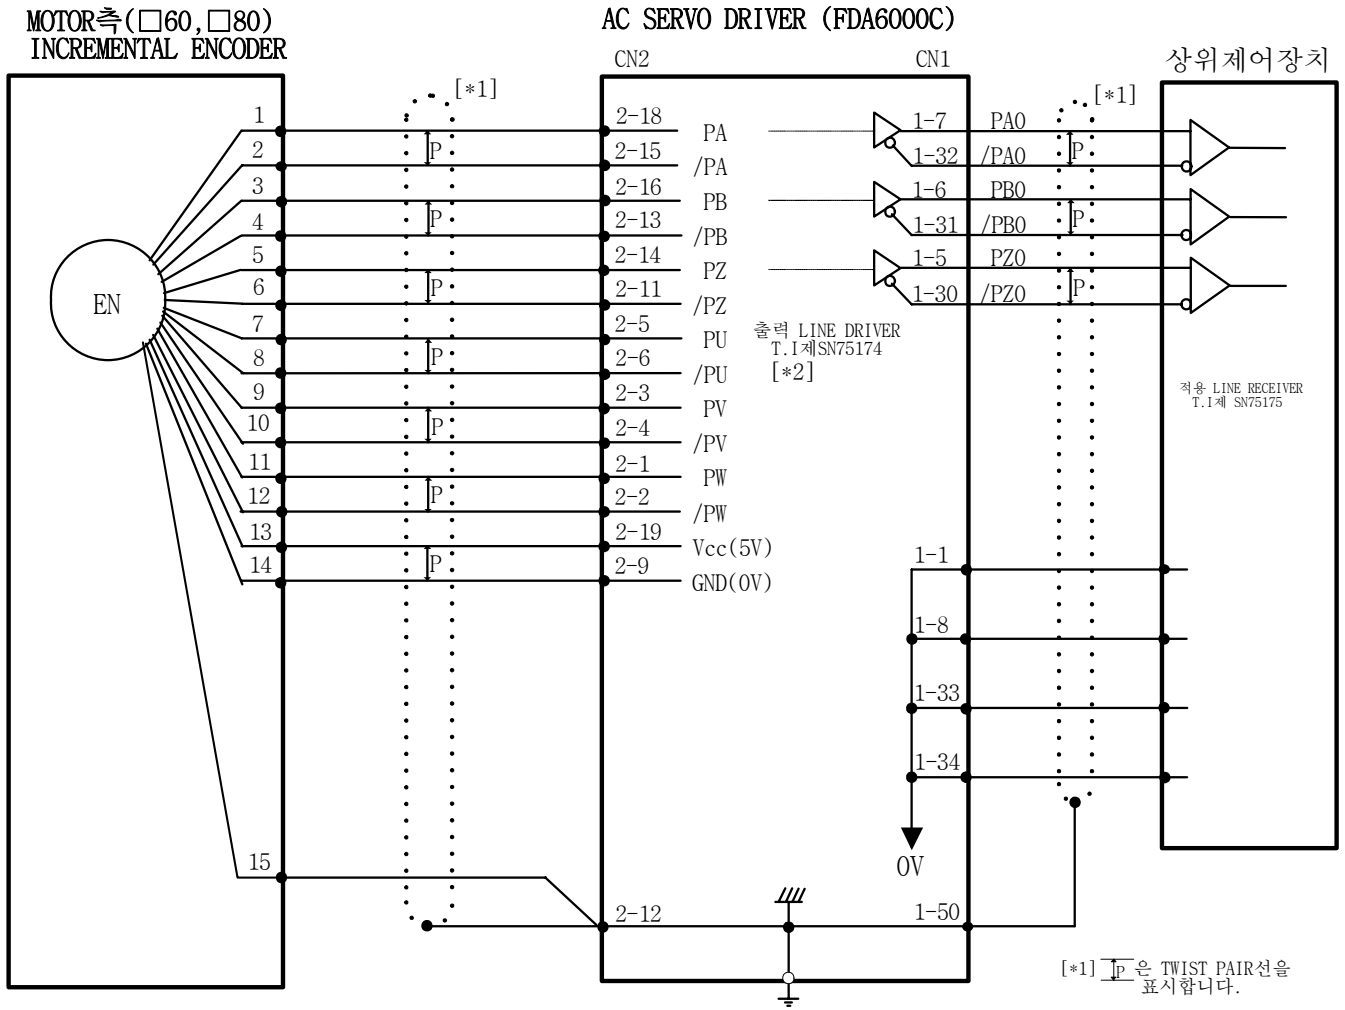 MOTOR측(□60,□80)
INCREMENTAL ENCODER
AC SERVO DRIVER (FDA6000C)
CN2
CN1
상위제어장치
[*1]
[*1]
EN
1
2
3
4
5
6
7
8
9
10
11
12
13
14
15
P
P
P
P
P
P
P
2-18
2-15
2-16
2-13
2-14
2-11
2-5
2-6
2-3
2-4
2-1
2-2
2-19
2-9
2-12
PA
/PA
PB
/PB
PZ
/PZ
PU
/PU
PV
/PV
PW
/PW
Vcc(5V)
GND(0V)
출력 LINE DRIVER
T.I제SN75174
[*2]
1-7 PAO
1-32 /PAO
1-6 PBO
1-31 /PBO
1-5 PZO
1-30 /PZO
P
P
P
적용 LINE RECEIVER
T.I제 SN75175
1-1
1-8
1-33
1-34
0V
1-50
[*1] P 은 TWIST PAIR선을
표시합니다.